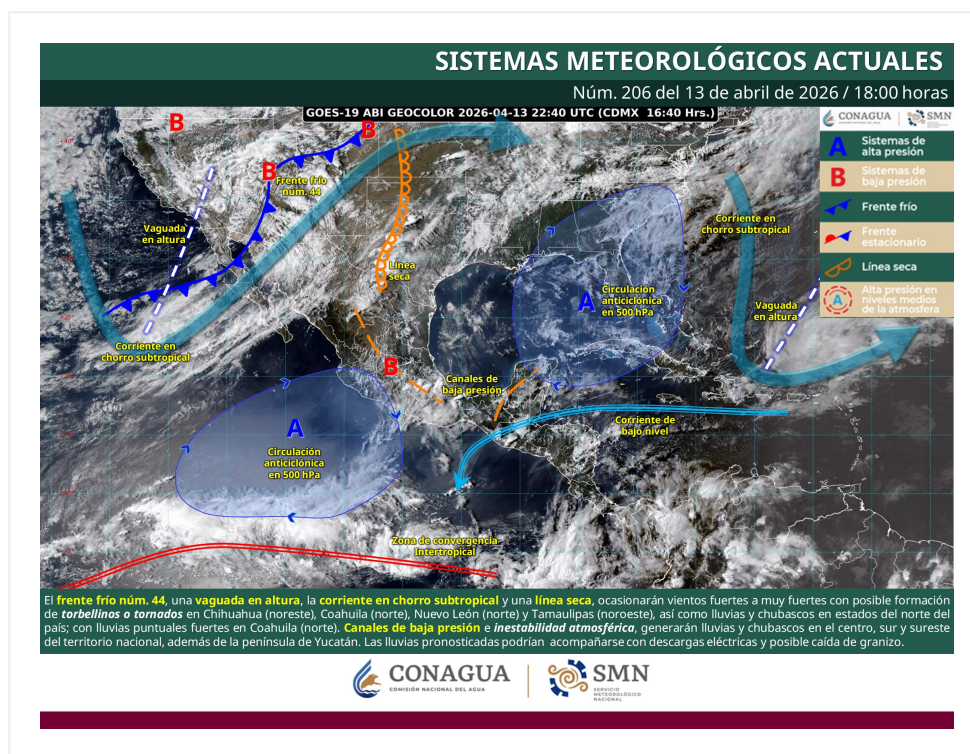 SISTEMAS METEOROLÓGICOS ACTUALES
Núm. 206 del 13 de abril de 2026 / 18:00 horas
GOES-19 ABI GEOCOLOR 2026-04-13 22:40 UTC (CDMX 16:40 Hrs.)
CONAGUA
COMISIÓN NACIONAL DEL AGUA
SMN
A
Sistemas de
alta presión
B
Sistemas de
baja presión
Frente frío
Frente
estacionario
Línea seca
A
Alta presión en
niveles medios
de la atmosfera
B
B
B
Frente frío
núm. 44
Vaguada
en altura
Línea
seca
Corriente en
chorro subtropical
Corriente en
chorro subtropical
A
Circulación
anticiclónica
en 500 hPa
Vaguada
en altura
B
Canales de
baja presión
Corriente de
bajo nivel
A
Circulación
anticiclónica
en 500 hPa
Zona de convergencia
Intertropical
El frente frío núm. 44, una vaguada en altura, la corriente en chorro subtropical y una línea seca, ocasionarán vientos fuertes a muy fuertes con posible formación
de torbellinos o tornados en Chihuahua (noreste), Coahuila (norte), Nuevo León (norte) y Tamaulipas (noroeste), así como lluvias y chubascos en estados del norte del
país; con lluvias puntuales fuertes en Coahuila (norte). Canales de baja presión e inestabilidad atmosférica, generarán lluvias y chubascos en el centro, sur y sureste
del territorio nacional, además de la península de Yucatán. Las lluvias pronosticadas podrían acompañarse con descargas eléctricas y posible caída de granizo.
CONAGUA
COMISIÓN NACIONAL DEL AGUA
SMN
SERVICIO
METEOROLÓGICO
NACIONAL